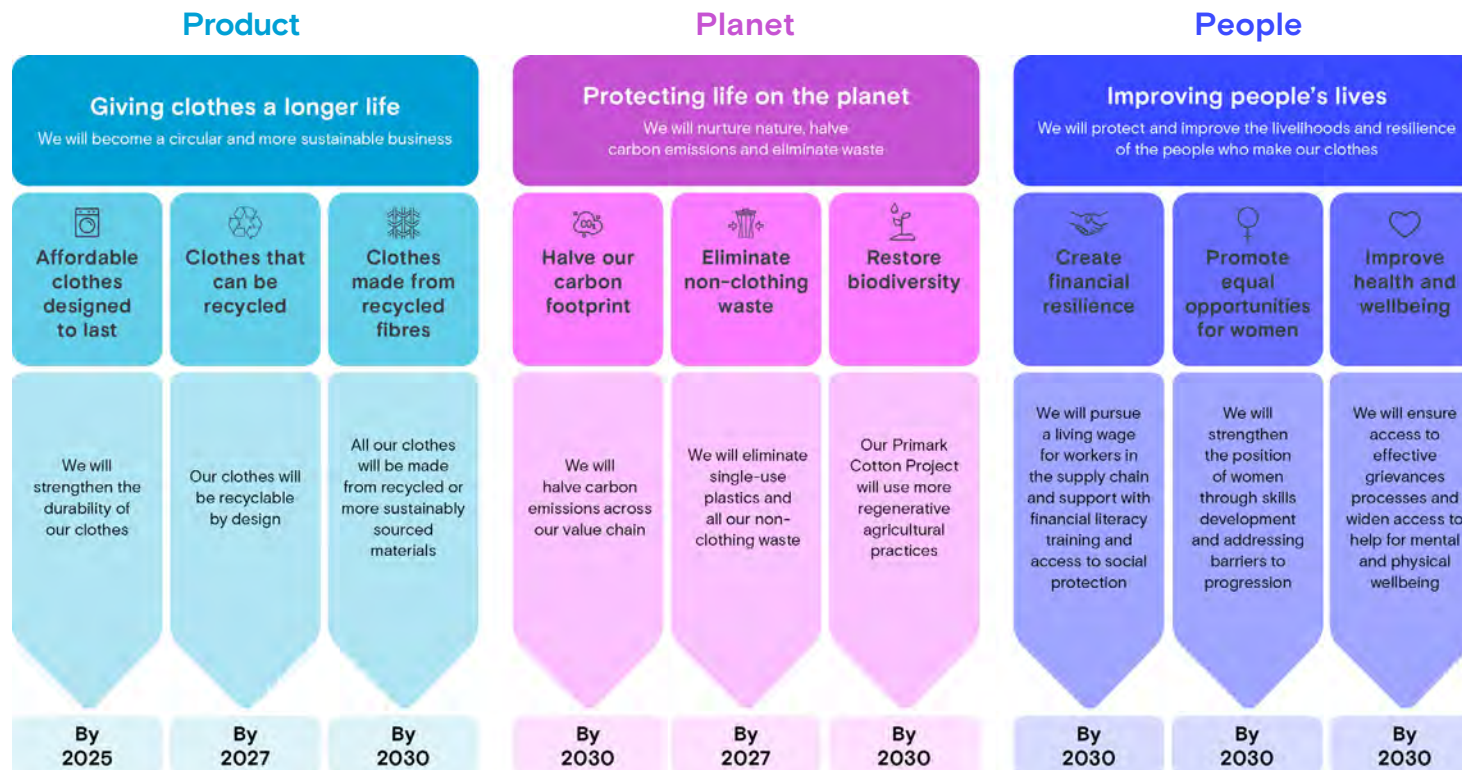 Product
Giving clothes a longer life
We will become a circular and more sustainable business
Affordable
clothes
designed
to last
We will
strengthen the
durability of
our clothes
By
2025
Clothes that
can be
recycled
Our clothes will
be recyclable
by design
By
2027
Clothes
made from
recycled
fibres
All our clothes
will be made
from recycled or
more sustainably
sourced
materials
By
2030
Planet
Protecting life on the planet
We will nurture nature, halve
carbon emissions and eliminate waste
CO₂
Halve our
carbon
footprint
We will
halve carbon
emissions across
our value chain
By
2030
Eliminate
non-clothing
waste
We will eliminate
single-use
plastics and
all our non-
clothing waste
By
2027
Restore
biodiversity
Our Primark
Cotton Project
will use more
regenerative
agricultural
practices
By
2030
People
Improving people's lives
We will protect and improve the livelihoods and resilience
of the people who make our clothes
Create
financial
resilience
We will pursue
a living wage
for workers in
the supply chain
and support with
financial literacy
training and
access to social
protection
By
2030
Promote
equal
opportunities
for women
We will
strengthen
the position
of women
through skills
development
and addressing
barriers to
progression
By
2030
Improve
health and
wellbeing
We will ensure
access to
effective
grievances
processes and
widen access to
help for mental
and physical
wellbeing
By
2030